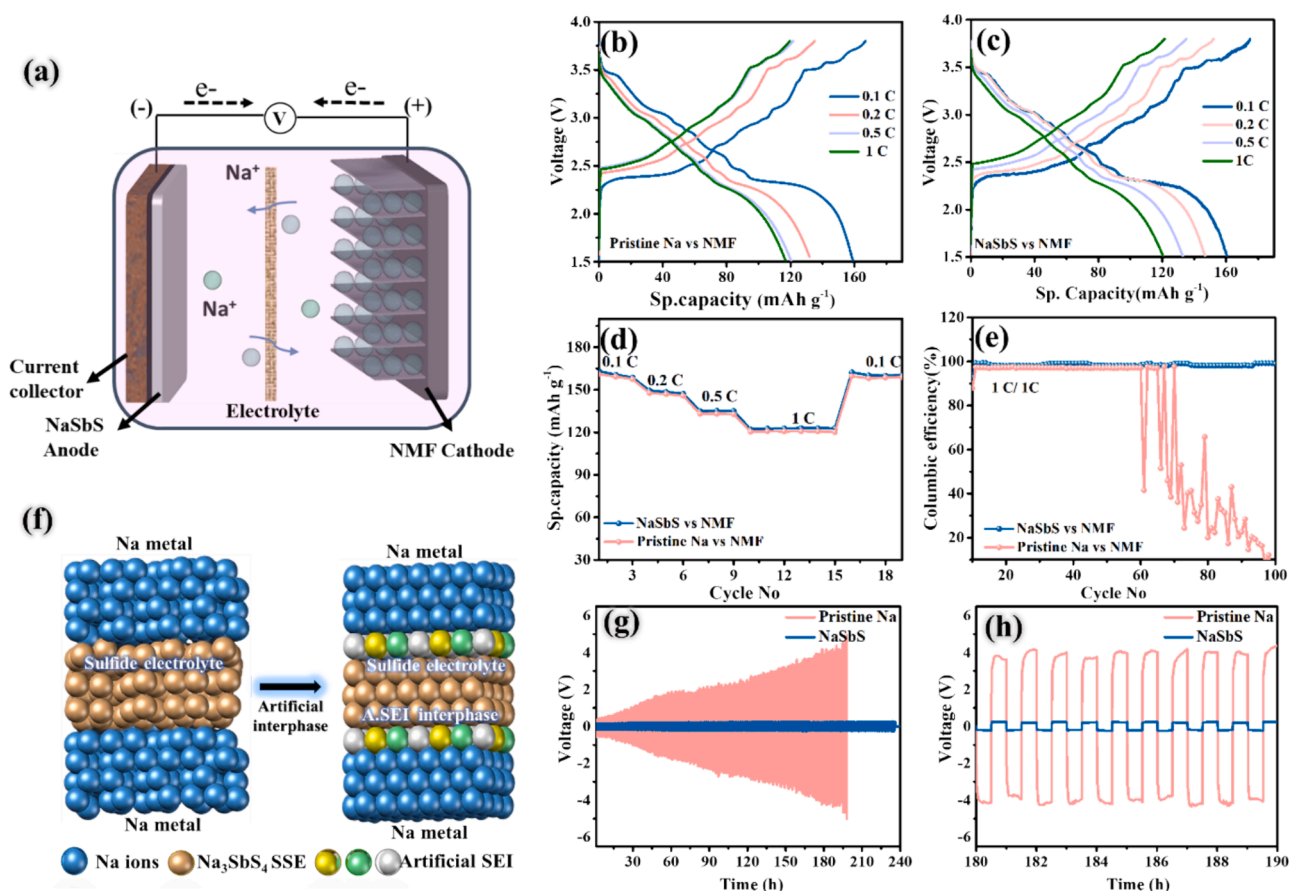 (a)
e-
e-
(-)
V
(+)
Na⁺
Na⁺
Current
collector
NaSbS
Anode
Electrolyte
NMF Cathode
(b)
Voltage (V)
4.0
3.5
3.0
2.5
2.0
1.5
0.1 C
0.2 C
0.5 C
1 C
Pristine Na vs NMF
0 40 80 120 160
Sp.capacity (mAh g⁻¹)
(c)
Voltage (V)
4.0
3.5
3.0
2.5
2.0
1.5
0.1 C
0.2 C
0.5 C
1C
NaSbS vs NMF
0 40 80 120 160
Sp. Capacity(mAh g⁻¹)
(d)
Sp.capacity (mAh g⁻¹)
180
150
120
90
60
30
0.1 C
0.2 C
0.5 C
1 C
0.1 C
NaSbS vs NMF
Pristine Na vs NMF
3 6 9 12 15 18
Cycle No
(e)
Columbic efficiency(%)
120
100
80
60
40
20
1 C/ 1C
NaSbS vs NMF
Pristine Na vs NMF
20 40 60 80 100
Cycle No
(f)
Na metal
Sulfide electrolyte
Na metal
Artificial
interphase
Na metal
Sulfide electrolyte
A.SEI interphase
Na metal
Na ions
Na₃SbS₄ SSE
Artificial SEI
(g)
Pristine Na
NaSbS
Voltage (V)
6
4
2
0
-2
-4
-6
30 60 90 120 150 180 210 240
Time (h)
(h)
Pristine Na
NaSbS
Voltage (V)
6
4
2
0
-2
-4
-6
180 182 184 186 188 190
Time (h)